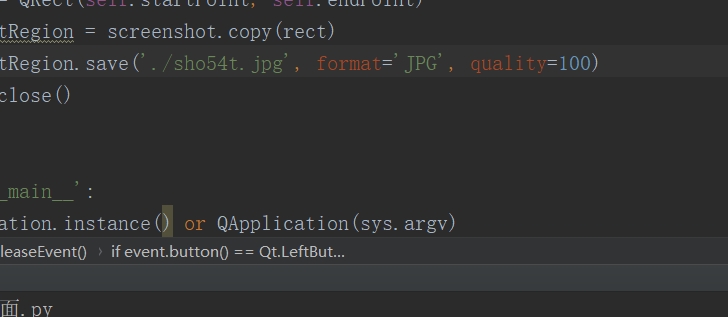 = QRect(self.startPoint, self.endPoint)
tRegion = screenshot.copy(rect)
tRegion.save('./sho54t.jpg', format='JPG', quality=100)
close()
_main__':
ation.instance() or QApplication(sys.argv)
leaseEvent() › if event.button() == Qt.LeftBut...
面.py